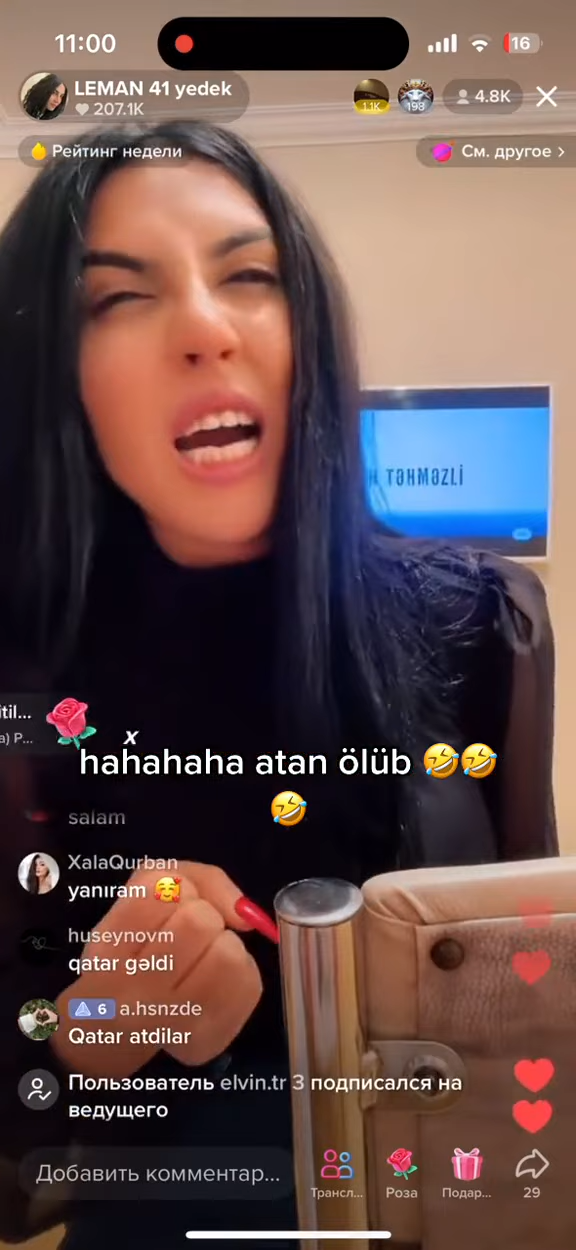 11:00
16
LEMAN 41 yedek
207.1K
1.1K
193
4.8K
Рейтинг недели
См. другое >
TƏHMƏZLİ
itil...
a) P...
x
hahahaha atan ölüb 🤣🤣
🤣
salam
XalaQurban
yanıram 🥰
huseynovm
qatar gəldi
6 a.hsnzde
Qatar atdilar
Пользователь elvin.tr 3 подписался на
ведущего
Добавить комментар...
Трансл...
Роза
Подар...
29